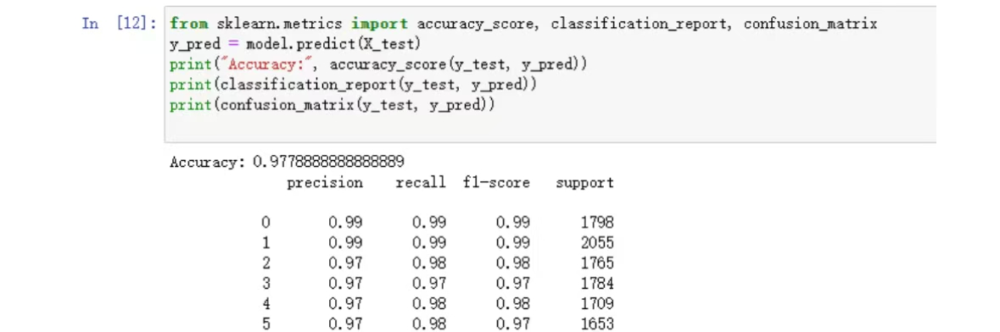 In [12]: from sklearn.metrics import accuracy_score, classification_report, confusion_matrix
y_pred = model.predict(X_test)
print("Accuracy:", accuracy_score(y_test, y_pred))
print(classification_report(y_test, y_pred))
print(confusion_matrix(y_test, y_pred))
Accuracy: 0.9778888888888889
precision recall f1-score support
0 0.99 0.99 0.99 1798
1 0.99 0.99 0.99 2055
2 0.97 0.98 0.98 1765
3 0.97 0.97 0.97 1784
4 0.97 0.98 0.98 1709
5 0.97 0.98 0.97 1653